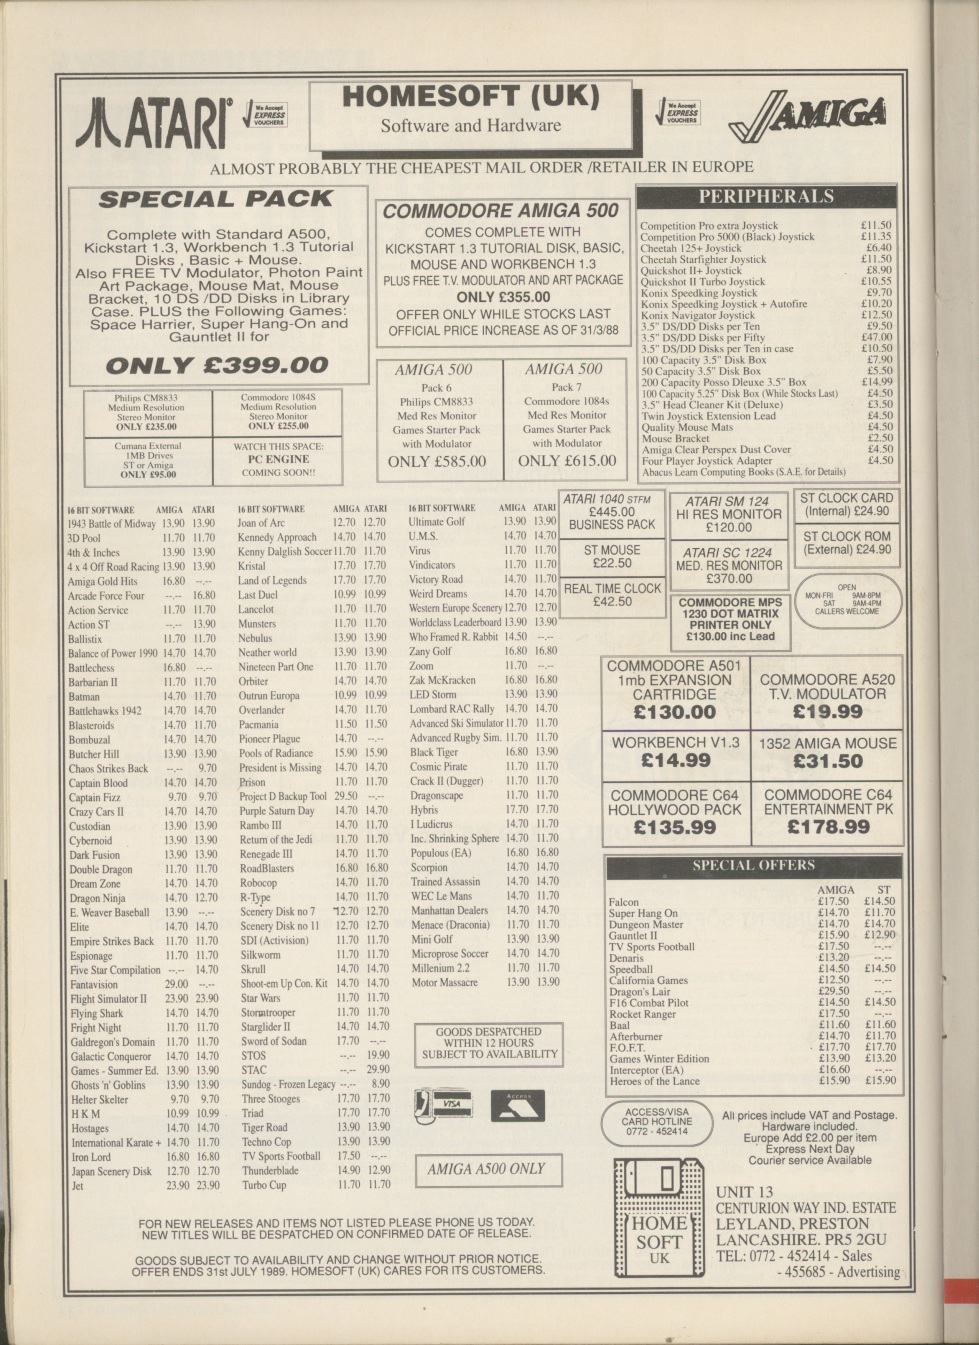 ATARI
We Accept
EXPRESS
VOUCHERS
HOMESOFT (UK)
Software and Hardware
We Accept
EXPRESS
VOUCHERS
AMIGA
ALMOST PROBABLY THE CHEAPEST MAIL ORDER /RETAILER IN EUROPE
SPECIAL PACK
Complete with Standard A500,
Kickstart 1.3, Workbench 1.3 Tutorial
Disks , Basic + Mouse.
Also FREE TV Modulator, Photon Paint
Art Package, Mouse Mat, Mouse
Bracket, 10 DS /DD Disks in Library
Case. PLUS the Following Games:
Space Harrier, Super Hang-On and
Gauntlet II for
ONLY £399.00
Philips CM8833
Medium Resolution
Stereo Monitor
ONLY £235.00
Commodore 1084S
Medium Resolution
Stereo Monitor
ONLY £255.00
Cumana External
1MB Drives
ST or Amiga
ONLY £95.00
WATCH THIS SPACE:
PC ENGINE
COMING SOON!!
COMMODORE AMIGA 500
COMES COMPLETE WITH
KICKSTART 1.3 TUTORIAL DISK, BASIC,
MOUSE AND WORKBENCH 1.3
PLUS FREE T.V. MODULATOR AND ART PACKAGE
ONLY £355.00
OFFER ONLY WHILE STOCKS LAST
OFFICIAL PRICE INCREASE AS OF 31/3/88
AMIGA 500
Pack 6
Philips CM8833
Med Res Monitor
Games Starter Pack
with Modulator
ONLY £585.00
AMIGA 500
Pack 7
Commodore 1084s
Med Res Monitor
Games Starter Pack
with Modulator
ONLY £615.00
PERIPHERALS
Competition Pro extra Joystick £11.50
Competition Pro 5000 (Black) Joystick £11.35
Cheetah 125+ Joystick £6.40
Cheetah Starfighter Joystick £11.50
Quickshot II+ Joystick £8.90
Quickshot II Turbo Joystick £10.55
Konix Speedking Joystick £9.70
Konix Speedking Joystick + Autofire £10.20
Konix Navigator Joystick £12.50
3.5" DS/DD Disks per Ten £9.50
3.5" DS/DD Disks per Fifty £47.00
3.5" DS/DD Disks per Ten in case £10.50
100 Capacity 3.5" Disk Box £7.90
50 Capacity 3.5" Disk Box £5.50
200 Capacity Posso Dleuxe 3.5" Box £14.99
100 Capacity 5.25" Disk Box (While Stocks Last) £4.50
3.5" Head Cleaner Kit (Deluxe) £3.50
Twin Joystick Extension Lead £4.50
Quality Mouse Mats £4.50
Mouse Bracket £2.50
Amiga Clear Perspex Dust Cover £4.50
Four Player Joystick Adapter £4.50
Abacus Learn Computing Books (S.A.E. for Details)
16 BIT SOFTWARE AMIGA ATARI
1943 Battle of Midway 13.90 13.90
3D Pool 11.70 11.70
4th & Inches 13.90 13.90
4 x 4 Off Road Racing 13.90 13.90
Amiga Gold Hits 16.80 --.--
Arcade Force Four --.-- 16.80
Action Service 11.70 11.70
Action ST --.-- 13.90
Ballistix 11.70 11.70
Balance of Power 1990 14.70 14.70
Battlechess 16.80 --.--
Barbarian II 11.70 11.70
Batman 14.70 11.70
Battlehawks 1942 14.70 14.70
Blasteroids 14.70 11.70
Bombuzal 14.70 14.70
Butcher Hill 13.90 13.90
Chaos Strikes Back --.-- 9.70
Captain Blood 14.70 14.70
Captain Fizz 9.70 9.70
Crazy Cars II 14.70 14.70
Custodian 13.90 13.90
Cybernoid 13.90 13.90
Dark Fusion 13.90 13.90
Double Dragon 11.70 11.70
Dream Zone 14.70 14.70
Dragon Ninja 14.70 12.70
E. Weaver Baseball 13.90 --.--
Elite 14.70 14.70
Empire Strikes Back 11.70 11.70
Espionage 11.70 11.70
Five Star Compilation --.-- 14.70
Fantavision 29.00 --.--
Flight Simulator II 23.90 23.90
Flying Shark 14.70 14.70
Fright Night 11.70 11.70
Galdregon's Domain 11.70 11.70
Galactic Conqueror 14.70 14.70
Games - Summer Ed. 13.90 13.90
Ghosts 'n' Goblins 13.90 13.90
Helter Skelter 9.70 9.70
H K M 10.99 10.99
Hostages 14.70 14.70
International Karate + 14.70 11.70
Iron Lord 16.80 16.80
Japan Scenery Disk 12.70 12.70
Jet 23.90 23.90
16 BIT SOFTWARE AMIGA ATARI
Joan of Arc 12.70 12.70
Kennedy Approach 14.70 14.70
Kenny Dalglish Soccer 11.70 11.70
Kristal 17.70 17.70
Land of Legends 17.70 17.70
Last Duel 10.99 10.99
Lancelot 11.70 11.70
Munsters 11.70 11.70
Nebulus 13.90 13.90
Neather world 13.90 13.90
Nineteen Part One 11.70 11.70
Orbiter 14.70 14.70
Outrun Europa 10.99 10.99
Overlander 14.70 11.70
Pacmania 11.50 11.50
Pioneer Plague 14.70 --.--
Pools of Radiance 15.90 15.90
President is Missing 14.70 14.70
Prison 11.70 11.70
Project D Backup Tool 29.50 --.--
Purple Saturn Day 14.70 14.70
Rambo III 14.70 11.70
Return of the Jedi 11.70 11.70
Renegade III 14.70 11.70
RoadBlasters 16.80 16.80
Robocop 14.70 11.70
R-Type 14.70 11.70
Scenery Disk no 7 12.70 12.70
Scenery Disk no 11 12.70 12.70
SDI (Activision) 11.70 11.70
Silkworm 11.70 11.70
Skrull 14.70 14.70
Shoot-em Up Con. Kit 14.70 14.70
Star Wars 11.70 11.70
Stormtrooper 11.70 11.70
Starglider II 14.70 14.70
Sword of Sodan 17.70 --.--
STOS --.-- 19.90
STAC --.-- 29.90
Sundog - Frozen Legacy --.-- 8.90
Three Stooges 17.70 17.70
Triad 17.70 17.70
Tiger Road 13.90 13.90
Techno Cop 13.90 13.90
TV Sports Football 17.50 --.--
Thunderblade 14.90 12.90
Turbo Cup 11.70 11.70
16 BIT SOFTWARE AMIGA ATARI
Ultimate Golf 13.90 13.90
U.M.S. 14.70 14.70
Virus 11.70 11.70
Vindicators 11.70 11.70
Victory Road 14.70 11.70
Weird Dreams 14.70 14.70
Western Europe Scenery 12.70 12.70
Worldclass Leaderboard 13.90 13.90
Who Framed R. Rabbit 14.50 --.--
Zany Golf 16.80 16.80
Zoom 11.70 --.--
Zak McKracken 16.80 16.80
LED Storm 13.90 13.90
Lombard RAC Rally 14.70 14.70
Advanced Ski Simulator 11.70 11.70
Advanced Rugby Sim. 11.70 11.70
Black Tiger 16.80 13.90
Cosmic Pirate 11.70 11.70
Crack II (Dugger) 11.70 11.70
Dragonscape 11.70 11.70
Hybris 17.70 17.70
I Ludicrus 14.70 11.70
Inc. Shrinking Sphere 14.70 11.70
Populous (EA) 16.80 16.80
Scorpion 14.70 14.70
Trained Assassin 14.70 14.70
WEC Le Mans 14.70 11.70
Manhattan Dealers 14.70 14.70
Menace (Draconia) 11.70 11.70
Mini Golf 13.90 13.90
Microprose Soccer 14.70 14.70
Millenium 2.2 11.70 11.70
Motor Massacre 13.90 13.90
GOODS DESPATCHED
WITHIN 12 HOURS
SUBJECT TO AVAILABILITY
VISA
Access
AMIGA A500 ONLY
ATARI 1040 STFM
£445.00
BUSINESS PACK
ST MOUSE
£22.50
REAL TIME CLOCK
£42.50
ATARI SM 124
HI RES MONITOR
£120.00
ATARI SC 1224
MED. RES MONITOR
£370.00
COMMODORE MPS
1230 DOT MATRIX
PRINTER ONLY
£130.00 inc Lead
ST CLOCK CARD
(Internal) £24.90
ST CLOCK ROM
(External) £24.90
OPEN
MON-FRI 9AM-8PM
SAT 9AM-4PM
CALLERS WELCOME
COMMODORE A501
1mb EXPANSION
CARTRIDGE
£130.00
COMMODORE A520
T.V. MODULATOR
£19.99
WORKBENCH V1.3
£14.99
1352 AMIGA MOUSE
£31.50
COMMODORE C64
HOLLYWOOD PACK
£135.99
COMMODORE C64
ENTERTAINMENT PK
£178.99
SPECIAL OFFERS
AMIGA ST
Falcon £17.50 £14.50
Super Hang On £14.70 £11.70
Dungeon Master £14.70 £14.70
Gauntlet II £15.90 £12.90
TV Sports Football £17.50 --.--
Denaris £13.20 --.--
Speedball £14.50 £14.50
California Games £12.50 --.--
Dragon's Lair £29.50 --.--
F16 Combat Pilot £14.50 £14.50
Rocket Ranger £17.50 --.--
Baal £11.60 £11.60
Afterburner £14.70 £11.70
F.O.F.T. £17.70 £17.70
Games Winter Edition £13.90 £13.20
Interceptor (EA) £16.60 --.--
Heroes of the Lance £15.90 £15.90
ACCESS/VISA
CARD HOTLINE
0772 - 452414
All prices include VAT and Postage.
Hardware included.
Europe Add £2.00 per item
Express Next Day
Courier service Available
HOME
SOFT
UK
UNIT 13
CENTURION WAY IND. ESTATE
LEYLAND, PRESTON
LANCASHIRE. PR5 2GU
TEL: 0772 - 452414 - Sales
- 455685 - Advertising
FOR NEW RELEASES AND ITEMS NOT LISTED PLEASE PHONE US TODAY.
NEW TITLES WILL BE DESPATCHED ON CONFIRMED DATE OF RELEASE.
GOODS SUBJECT TO AVAILABILITY AND CHANGE WITHOUT PRIOR NOTICE.
OFFER ENDS 31st JULY 1989. HOMESOFT (UK) CARES FOR ITS CUSTOMERS.